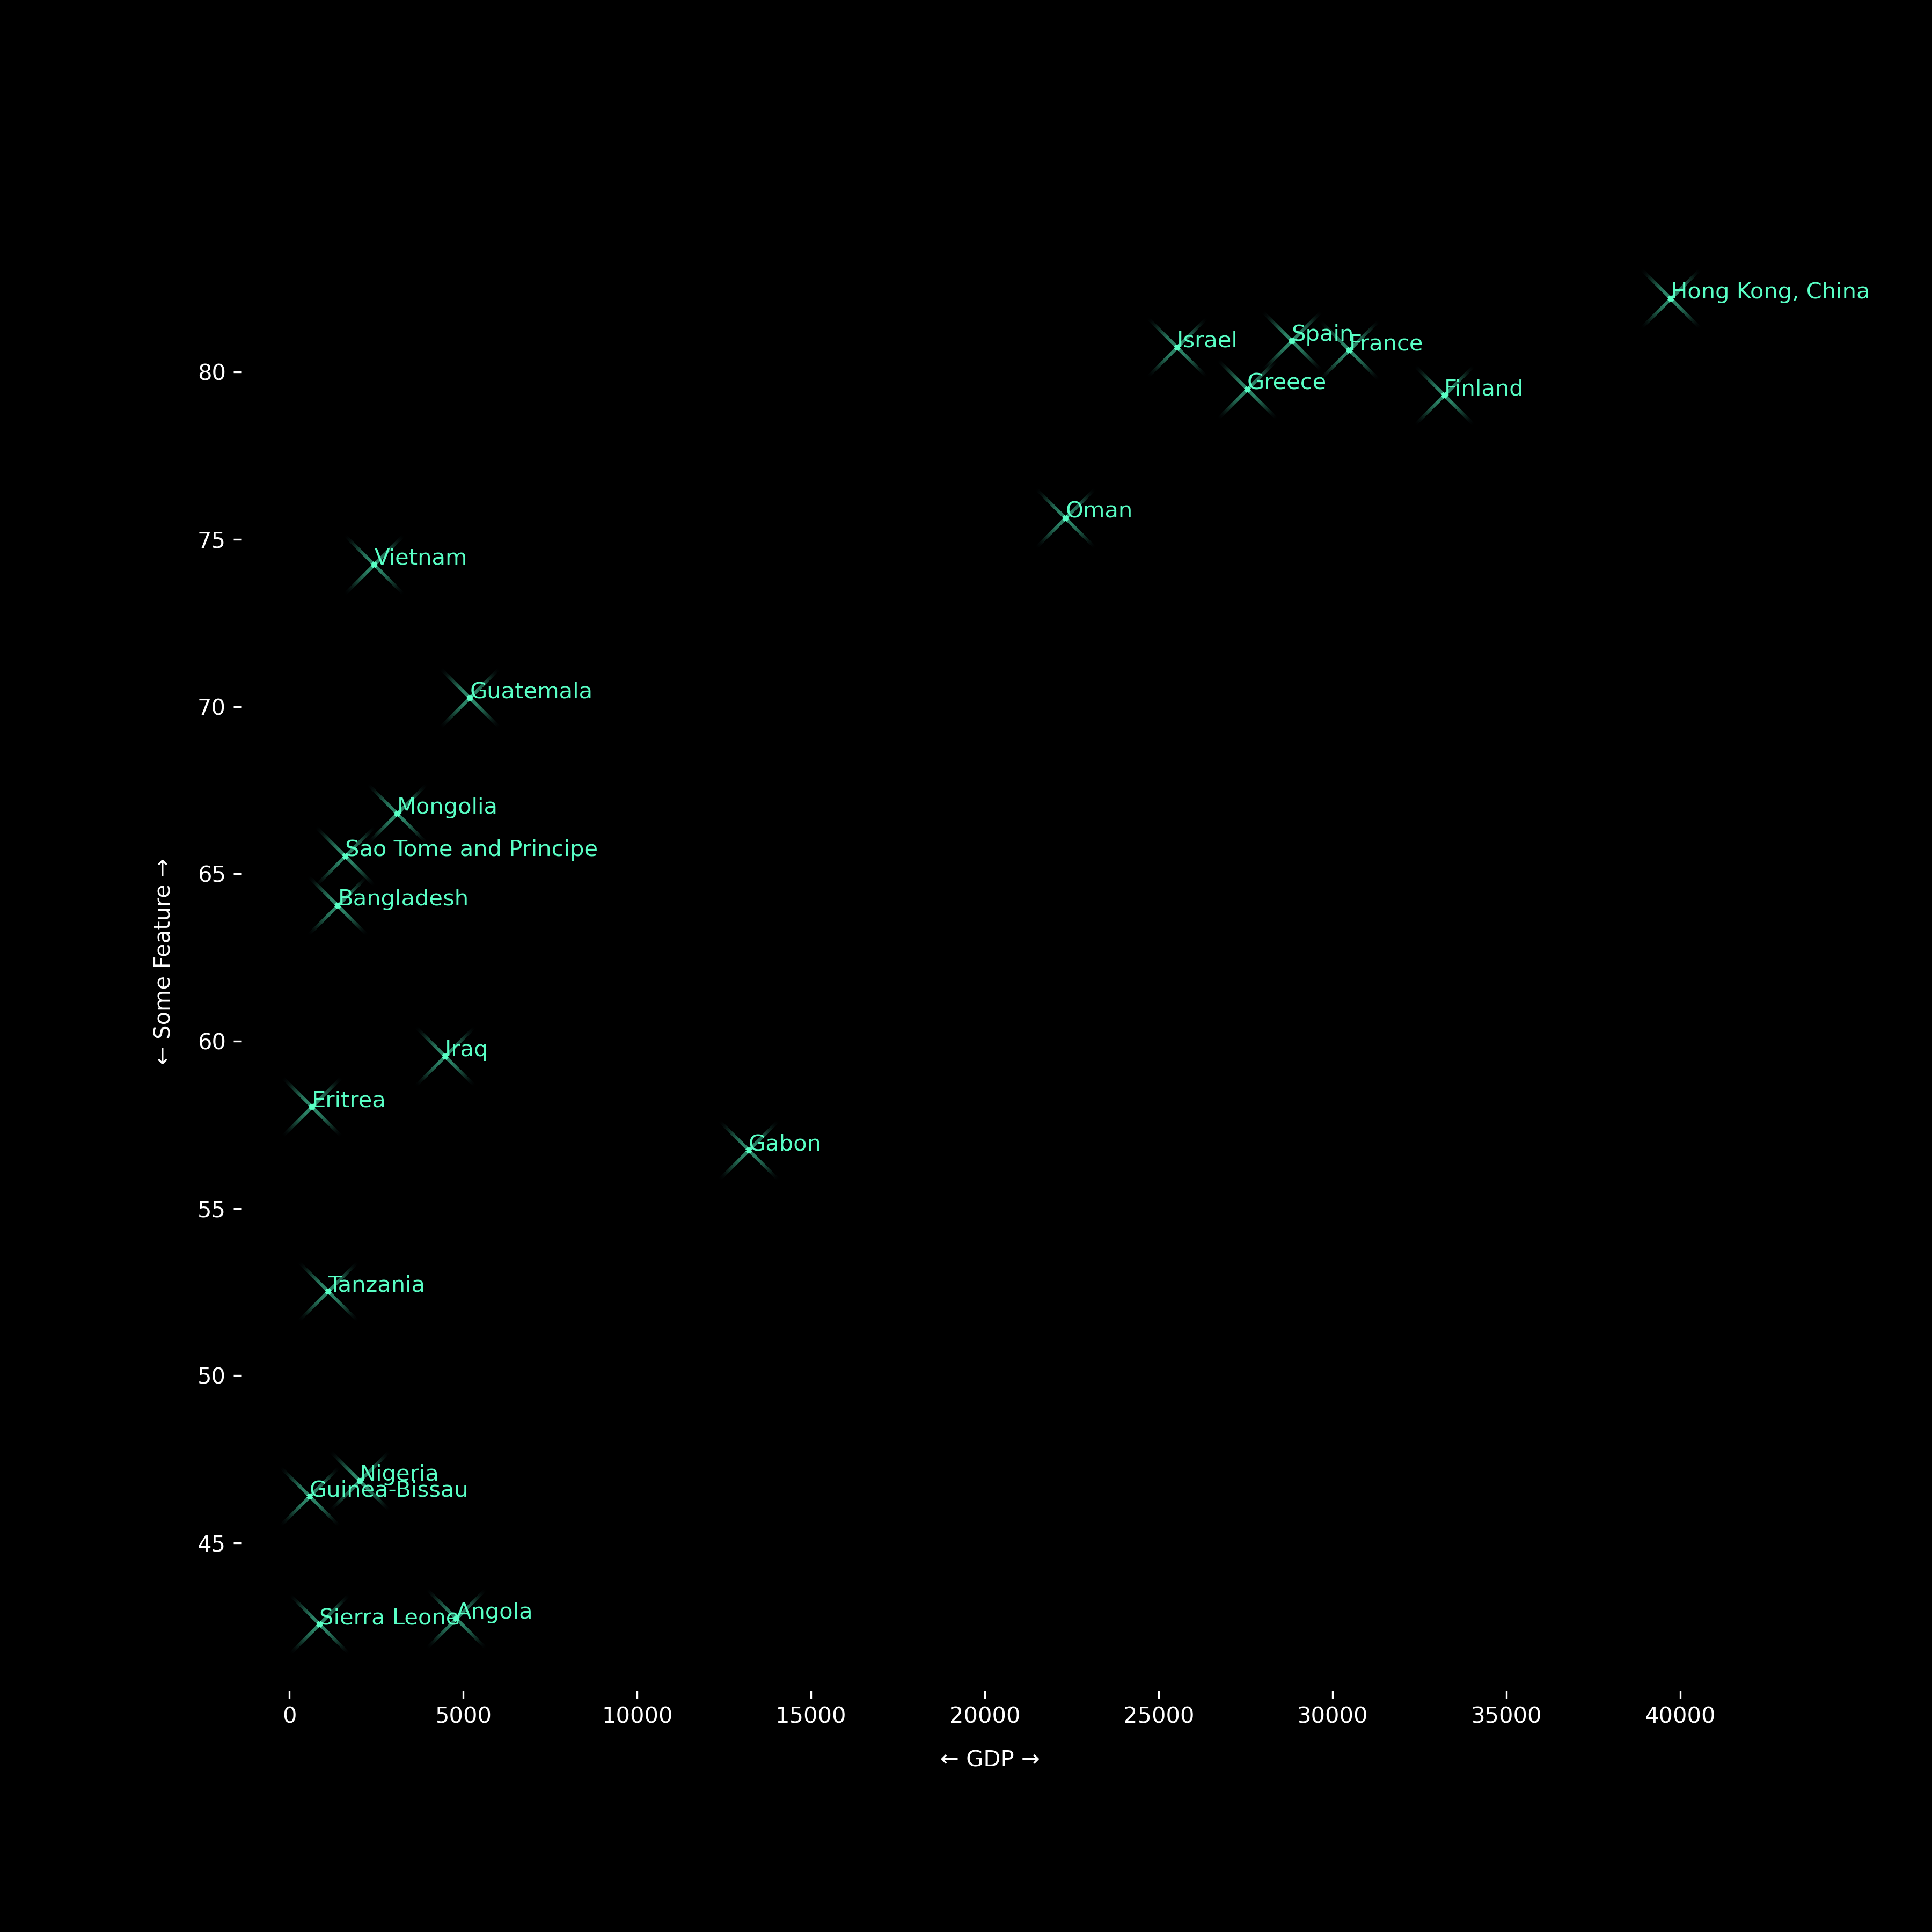 Hong Kong, China
Spain
Israel
France
Greece
Finland
80
Oman
75
Vietnam
70
Guatemala
Mongolia
Sao Tome and Principe
65
Bangladesh
← Some Feature →
60
Iraq
Eritrea
Gabon
55
Tanzania
50
Nigeria
Guinea-Bissau
45
Angola
Sierra Leone
0 5000 10000 15000 20000 25000 30000 35000 40000
← GDP →